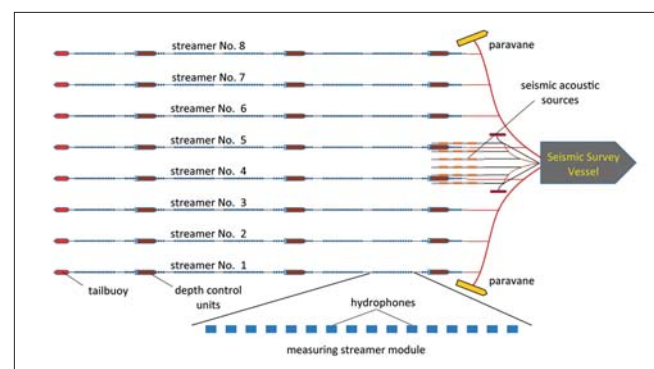 streamer No. 8
paravane
streamer No. 7
seismic acoustic
sources
streamer No. 6
streamer No. 5
Seismic Survey
Vessel
streamer No. 4
streamer No. 3
streamer No. 2
streamer No. 1
paravane
tailbuoy
depth control
units
hydrophones
measuring streamer module